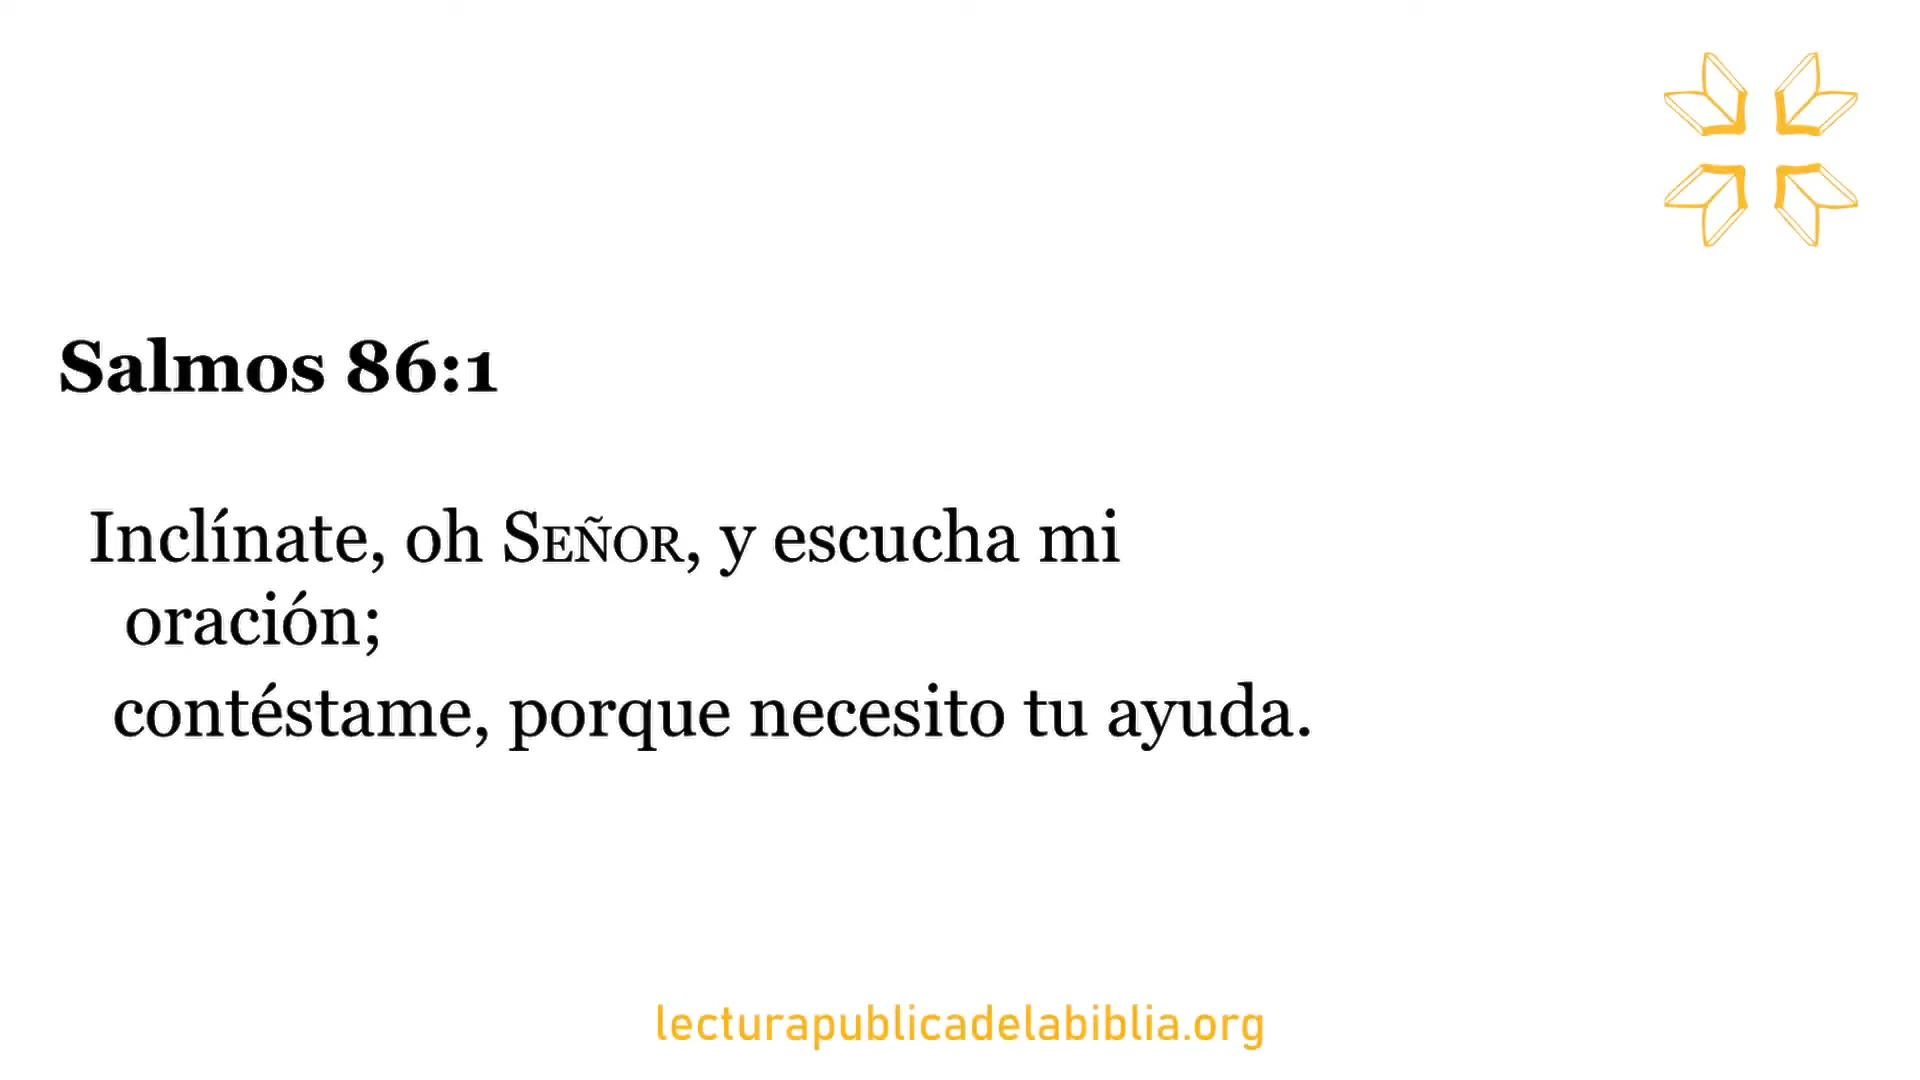 Salmos 86:1
Inclínate, oh SEÑOR, y escucha mi
oración;
contéstame, porque necesito tu ayuda.
lecturapublicadelabiblia.org